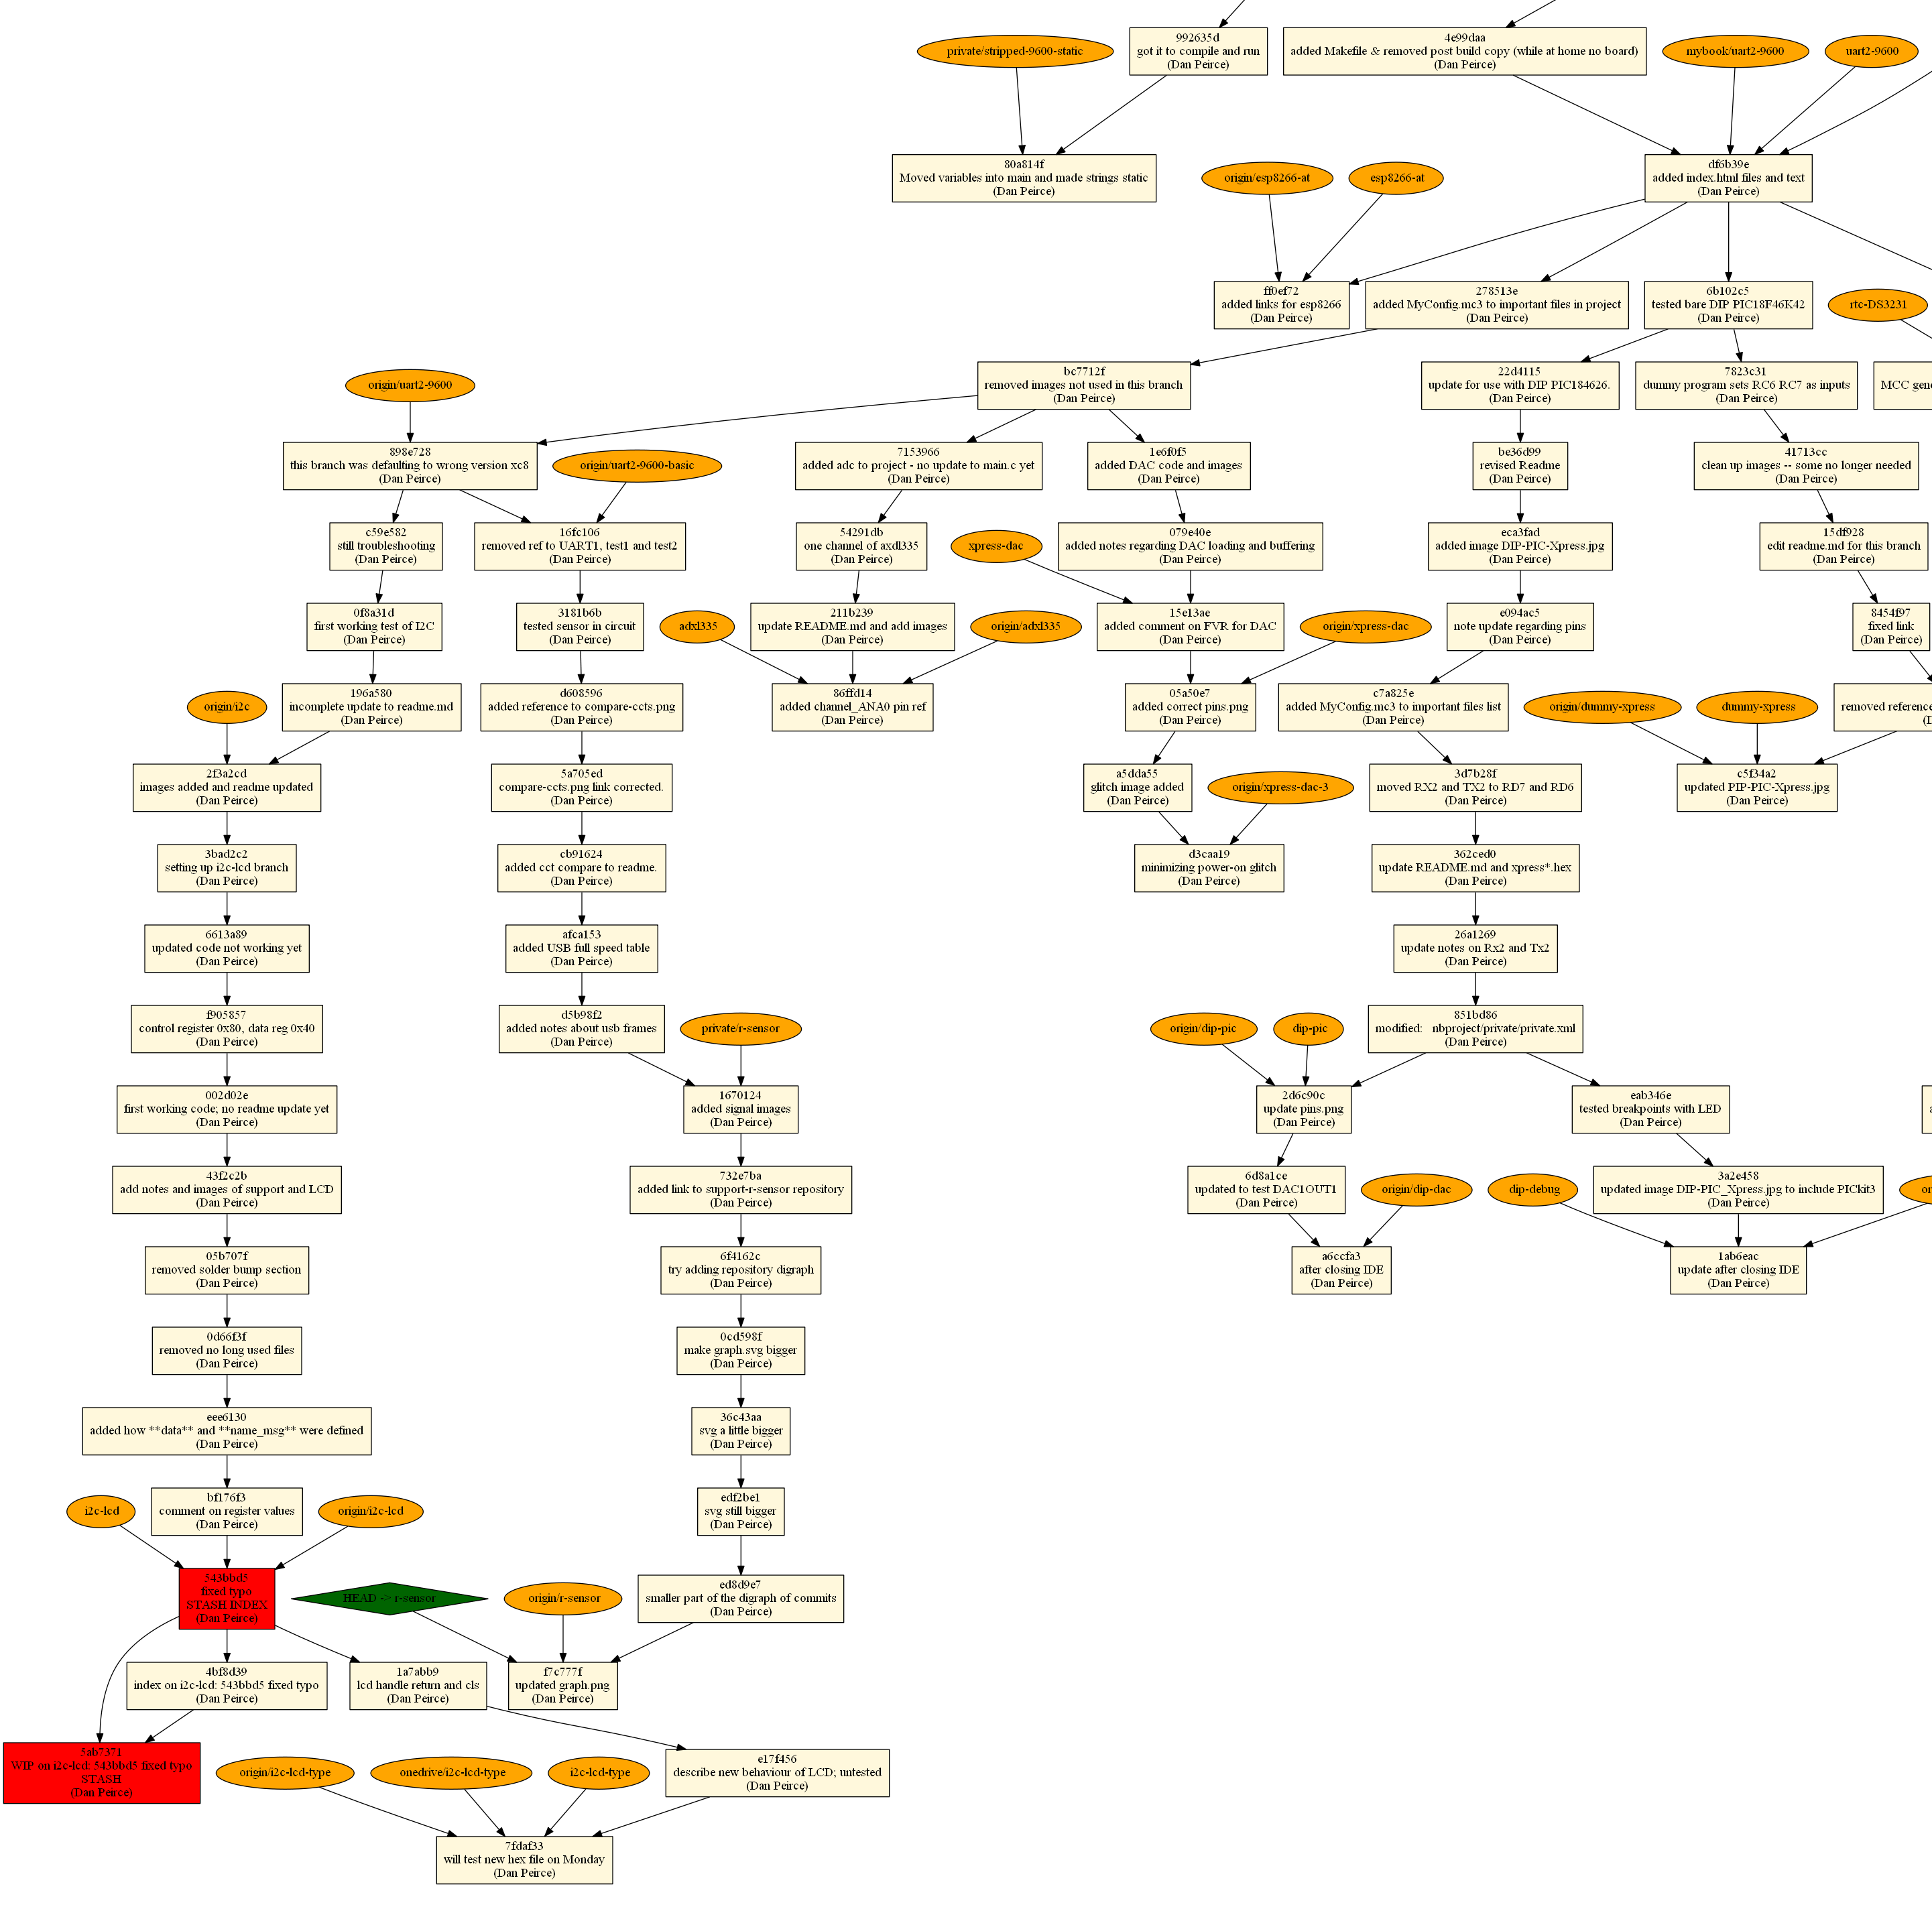 992635d
got it to compile and run
(Dan Peirce)
4e99daa
added Makefile & removed post build copy (while at home no board)
(Dan Peirce)
private/stripped-9600-static
mybook/uart2-9600
uart2-9600
80a814f
Moved variables into main and made strings static
(Dan Peirce)
df6b39e
added index.html files and text
(Dan Peirce)
origin/esp8266-at
esp8266-at
ff0ef72
added links for esp8266
(Dan Peirce)
278513e
added MyConfig.mc3 to important files in project
(Dan Peirce)
6b102c5
tested bare DIP PIC18F46K42
(Dan Peirce)
rtc-DS3231
origin/uart2-9600
bc7712f
removed images not used in this branch
(Dan Peirce)
22d4115
update for use with DIP PIC184626.
(Dan Peirce)
7823c31
dummy program sets RC6 RC7 as inputs
(Dan Peirce)
MCC gene
898e728
this branch was defaulting to wrong version xc8
(Dan Peirce)
origin/uart2-9600-basic
7153966
added adc to project - no update to main.c yet
(Dan Peirce)
1e6f0f5
added DAC code and images
(Dan Peirce)
be36d99
revised Readme
(Dan Peirce)
41713cc
clean up images -- some no longer needed
(Dan Peirce)
c59e582
still troubleshooting
(Dan Peirce)
16fc106
removed ref to UART1, test1 and test2
(Dan Peirce)
54291db
one channel of axdl335
(Dan Peirce)
xpress-dac
079e40e
added notes regarding DAC loading and buffering
(Dan Peirce)
eca3fad
added image DIP-PIC-Xpress.jpg
(Dan Peirce)
15df928
edit readme.md for this branch
(Dan Peirce)
0f8a31d
first working test of I2C
(Dan Peirce)
3181b6b
tested sensor in circuit
(Dan Peirce)
adxl335
211b239
update README.md and add images
(Dan Peirce)
origin/adxl335
15e13ae
added comment on FVR for DAC
(Dan Peirce)
origin/xpress-dac
e094ac5
note update regarding pins
(Dan Peirce)
8454f97
fixed link
(Dan Peirce)
origin/i2c
196a580
incomplete update to readme.md
(Dan Peirce)
d608596
added reference to compare-ccts.png
(Dan Peirce)
86ffd14
added channel_ANA0 pin ref
(Dan Peirce)
05a50e7
added correct pins.png
(Dan Peirce)
c7a825e
added MyConfig.mc3 to important files list
(Dan Peirce)
origin/dummy-xpress
dummy-xpress
removed reference
2f3a2cd
images added and readme updated
(Dan Peirce)
5a705ed
compare-ccts.png link corrected.
(Dan Peirce)
a5dda55
glitch image added
(Dan Peirce)
origin/xpress-dac-3
3d7b28f
moved RX2 and TX2 to RD7 and RD6
(Dan Peirce)
c5f34a2
updated PIP-PIC-Xpress.jpg
(Dan Peirce)
3bad2c2
setting up i2c-lcd branch
(Dan Peirce)
cb91624
added cct compare to readme.
(Dan Peirce)
d3caa19
minimizing power-on glitch
(Dan Peirce)
362ced0
update README.md and xpress*.hex
(Dan Peirce)
6613a89
updated code not working yet
(Dan Peirce)
afca153
added USB full speed table
(Dan Peirce)
26a1269
update notes on Rx2 and Tx2
(Dan Peirce)
f905857
control register 0x80, data reg 0x40
(Dan Peirce)
d5b98f2
added notes about usb frames
(Dan Peirce)
private/r-sensor
origin/dip-pic
dip-pic
851bd86
modified:   nbproject/private/private.xml
(Dan Peirce)
002d02e
first working code; no readme update yet
(Dan Peirce)
1670124
added signal images
(Dan Peirce)
2d6c90c
update pins.png
(Dan Peirce)
eab346e
tested breakpoints with LED
(Dan Peirce)
43f2c2b
add notes and images of support and LCD
(Dan Peirce)
732e7ba
added link to support-r-sensor repository
(Dan Peirce)
6d8a1ce
updated to test DAC1OUT1
(Dan Peirce)
origin/dip-dac
dip-debug
3a2e458
updated image DIP-PIC_Xpress.jpg to include PICkit3
(Dan Peirce)
05b707f
removed solder bump section
(Dan Peirce)
6f4162c
try adding repository digraph
(Dan Peirce)
a6ccfa3
after closing IDE
(Dan Peirce)
1ab6eac
update after closing IDE
(Dan Peirce)
0d66f3f
removed no long used files
(Dan Peirce)
0cd598f
make graph.svg bigger
(Dan Peirce)
eee6130
added how **data** and **name_msg** were defined
(Dan Peirce)
36c43aa
svg a little bigger
(Dan Peirce)
i2c-lcd
bf176f3
comment on register values
(Dan Peirce)
origin/i2c-lcd
edf2be1
svg still bigger
(Dan Peirce)
543bbd5
fixed typo
STASH INDEX
(Dan Peirce)
HEAD -> r-sensor
origin/r-sensor
ed8d9e7
smaller part of the digraph of commits
(Dan Peirce)
4bf8d39
index on i2c-lcd: 543bbd5 fixed typo
(Dan Peirce)
1a7abb9
lcd handle return and cls
(Dan Peirce)
f7c777f
updated graph.png
(Dan Peirce)
5ab7371
WIP on i2c-lcd: 543bbd5 fixed typo
STASH
(Dan Peirce)
origin/i2c-lcd-type
onedrive/i2c-lcd-type
i2c-lcd-type
e17f456
describe new behaviour of LCD; untested
(Dan Peirce)
7fdaf33
will test new hex file on Monday
(Dan Peirce)